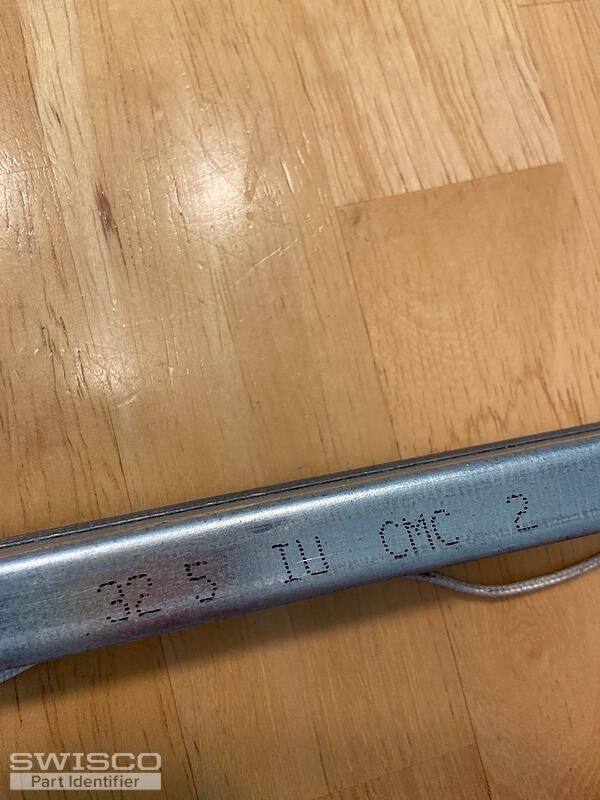 32 5 IU CMC 2
SWISCO
Part Identifier